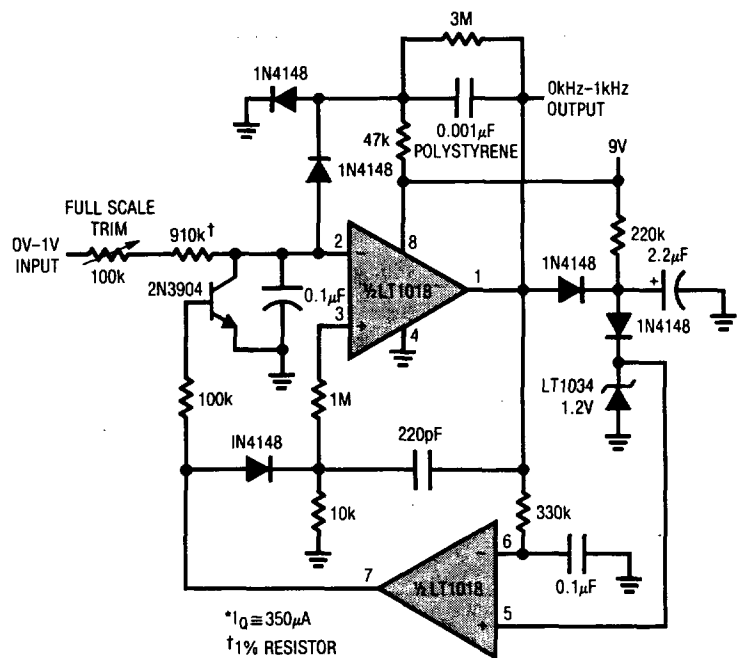 3M
1N4148
0kHz–1kHz
OUTPUT
47k
0.001µF
POLYSTYRENE
9V
1N4148
FULL SCALE
TRIM
910k†
220k
0V–1V
INPUT
100k
2
8
2.2µF
1N4148
+
2N3904
0.1µF
−
½LT1018
1
3
+
4
1N4148
LT1034
1.2V
100k
1M
IN4148
220pF
10k
330k
7
6
−
½LT1018
0.1µF
5
+
*IQ≅350µA
†1% RESISTOR